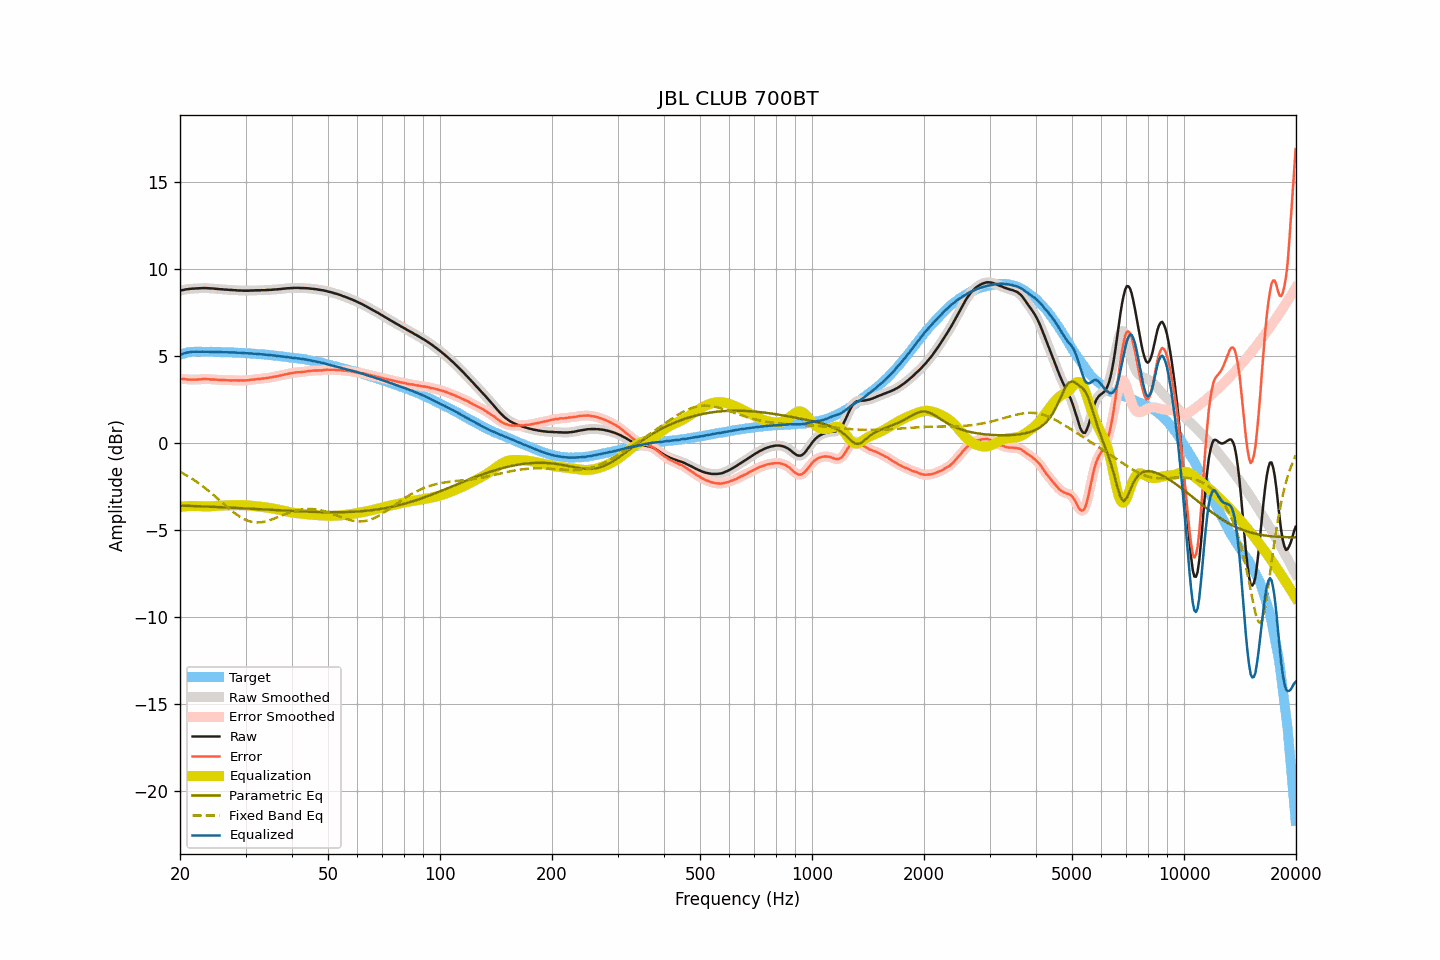 JBL CLUB 700BT
15
10
5
0
−5
−10
−15
−20
Amplitude (dBr)
Target
Raw Smoothed
Error Smoothed
Raw
Error
Equalization
Parametric Eq
Fixed Band Eq
Equalized
20 50 100 200 500 1000 2000 5000 10000 20000
Frequency (Hz)